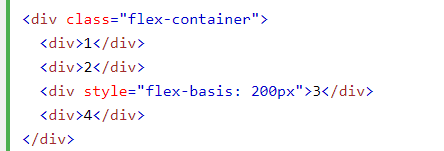 <div class="flex-container">
  <div>1</div>
  <div>2</div>
  <div style="flex-basis: 200px">3</div>
  <div>4</div>
</div>